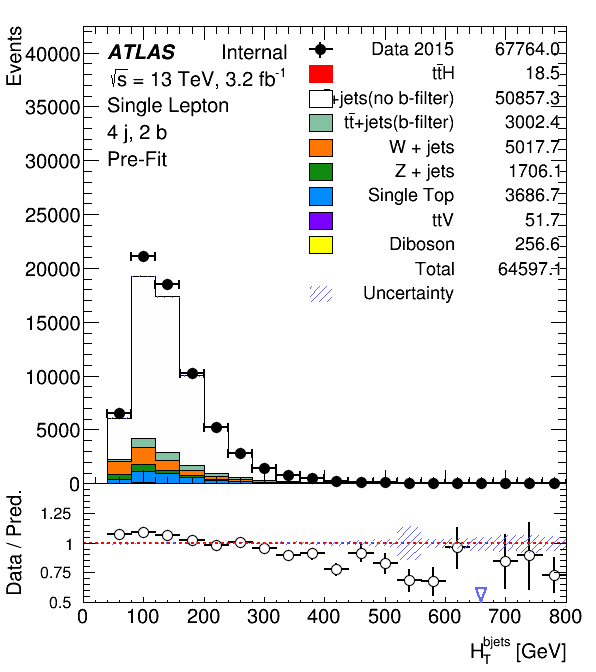 Events
40000
35000
30000
25000
20000
15000
10000
5000
0
ATLAS Internal
√s = 13 TeV, 3.2 fb-1
Single Lepton
4 j, 2 b
Pre-Fit
Data 2015 67764.0
tt̄H 18.5
+jets(no b-filter) 50857.3
tt̄+jets(b-filter) 3002.4
W + jets 5017.7
Z + jets 1706.1
Single Top 3686.7
ttV 51.7
Diboson 256.6
Total 64597.1
Uncertainty
Data / Pred.
1.25
1
0.75
0.5
0 100 200 300 400 500 600 700 800
H_T^bjets [GeV]